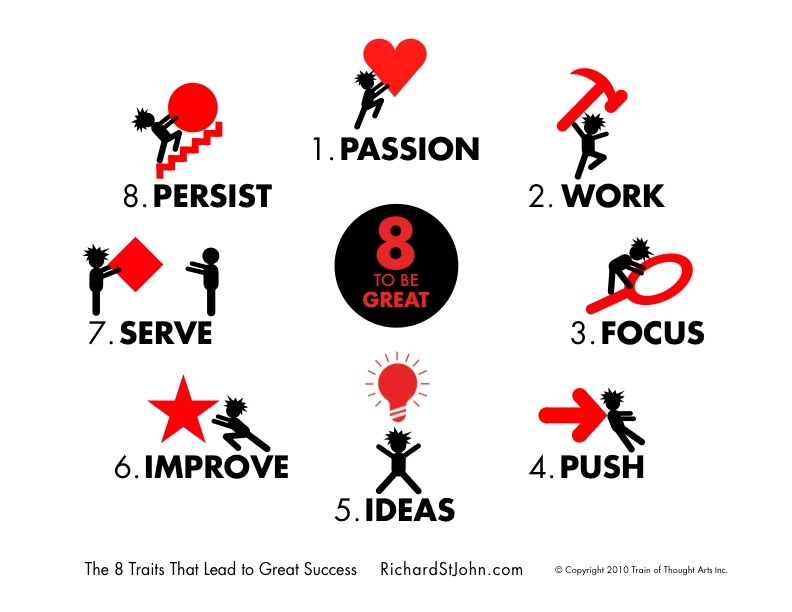 1. PASSION
2. WORK
3. FOCUS
4. PUSH
5. IDEAS
6. IMPROVE
7. SERVE
8. PERSIST
8
TO BE
GREAT
The 8 Traits That Lead to Great Success RichardStJohn.com © Copyright 2010 Train of Thought Arts Inc.